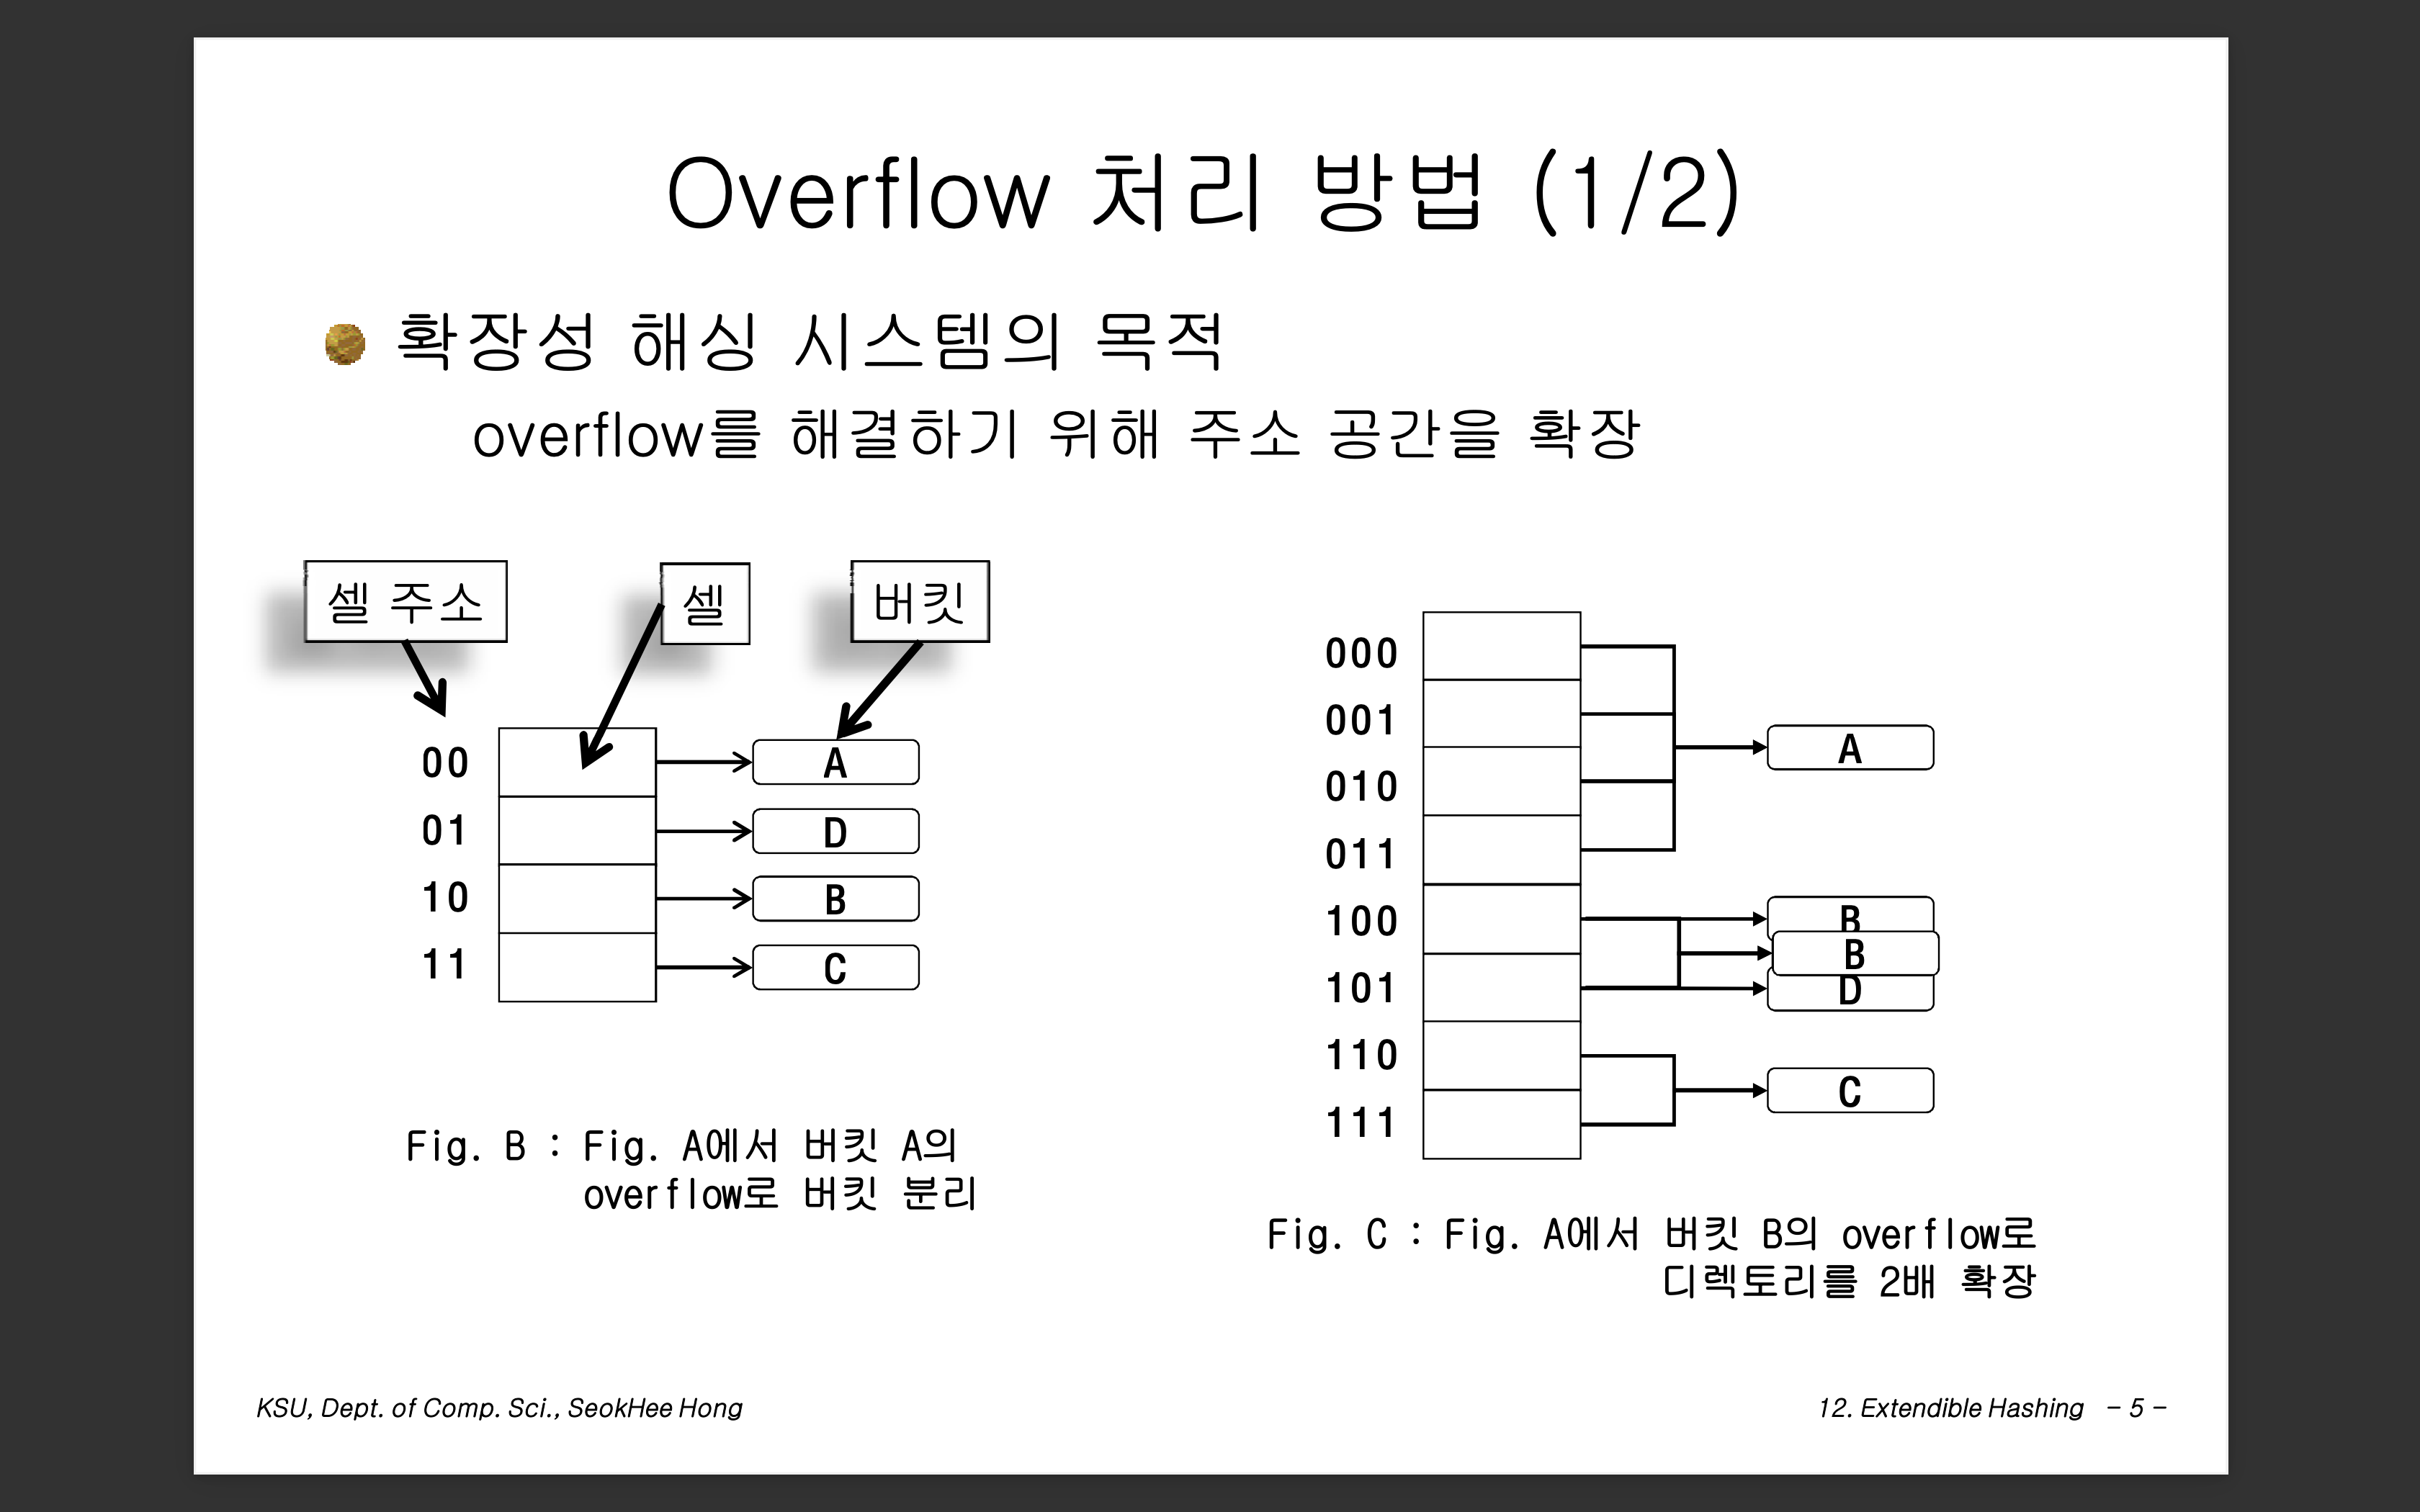 Overflow 처리 방법 (1/2)
확장성 해싱 시스템의 목적
overflow를 해결하기 위해 주소 공간을 확장
셀 주소
셀
버킷
00
A
01
D
10
B
11
C
Fig. B : Fig. A에서 버킷 A의
overflow로 버킷 분리
000
001
A
010
011
100
B
B
101
D
110
C
111
Fig. C : Fig. A에서 버킷 B의 overflow로
디렉토리를 2배 확장
KSU, Dept. of Comp. Sci., SeokHee Hong
12. Extendible Hashing - 5 -